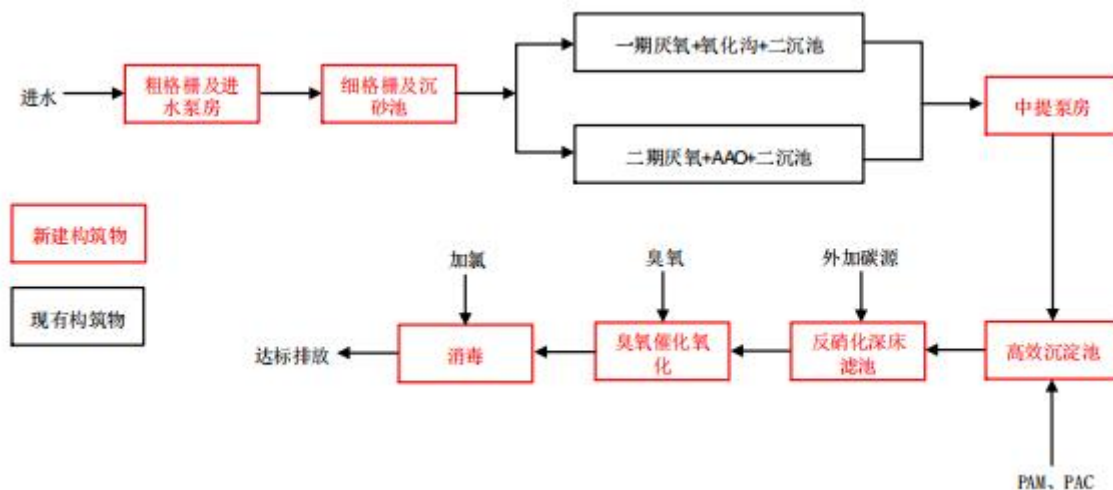 一期厌氧+氧化沟+二沉池
进水
粗格栅及进
水泵房
细格栅及沉
砂池
中提泵房
二期厌氧+AAO+二沉池
新建构筑物
现有构筑物
加氯
臭氧
外加碳源
达标排放
消毒
臭氧催化氧
化
反硝化深床
滤池
高效沉淀池
PAM、PAC